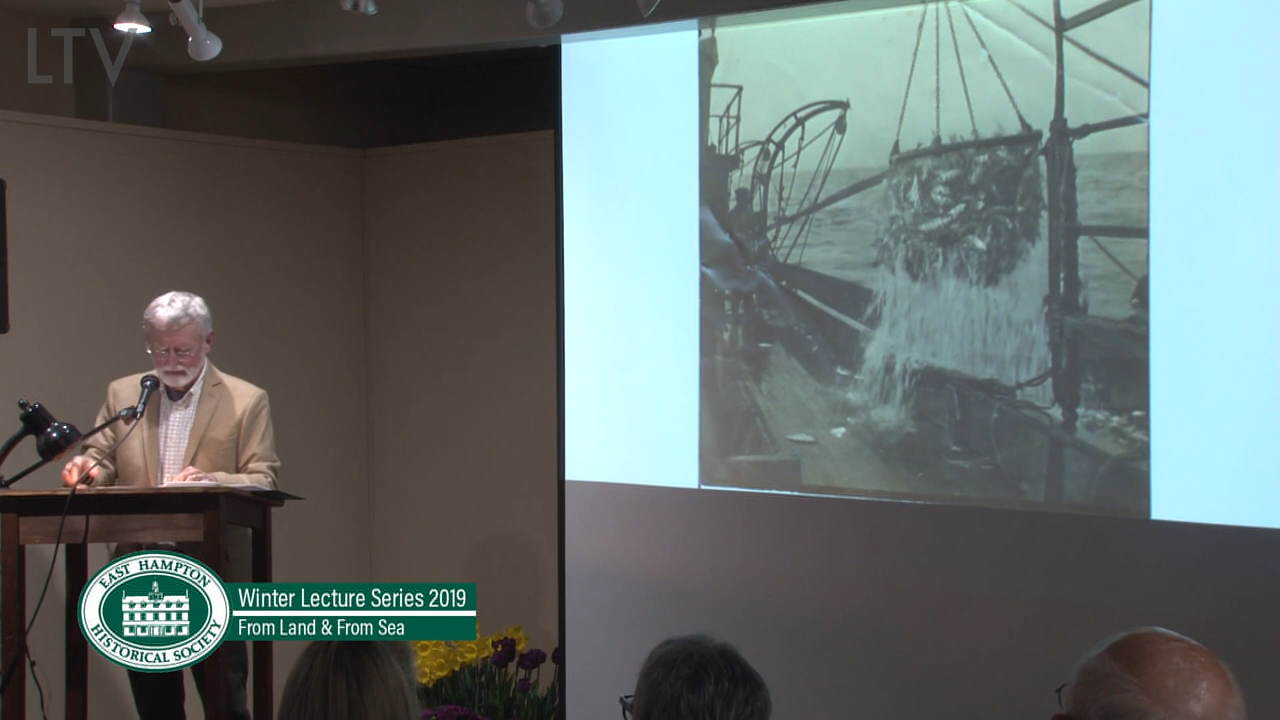 LTV
EAST HAMPTON
HISTORICAL SOCIETY
Winter Lecture Series 2019
From Land & From Sea